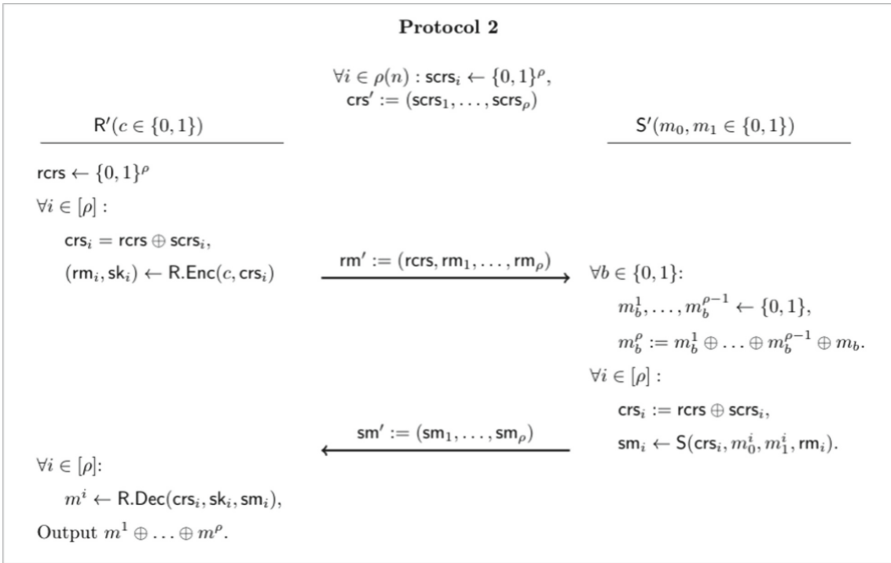 Protocol 2
∀i ∈ ρ(n) : scrs_i ← {0, 1}^ρ,
crs′ := (scrs_1, . . . , scrs_ρ)
R′(c ∈ {0, 1})
S′(m_0, m_1 ∈ {0, 1})
rcrs ← {0, 1}^ρ
∀i ∈ [ρ] :
crs_i = rcrs ⊕ scrs_i,
(rm_i, sk_i) ← R.Enc(c, crs_i)
rm′ := (rcrs, rm_1, . . . , rm_ρ)
∀b ∈ {0, 1}:
m_b^1, . . . , m_b^{ρ−1} ← {0, 1},
m_b^ρ := m_b^1 ⊕ . . . ⊕ m_b^{ρ−1} ⊕ m_b.
∀i ∈ [ρ] :
crs_i := rcrs ⊕ scrs_i,
sm_i ← S(crs_i, m_0^i, m_1^i, rm_i).
sm′ := (sm_1, . . . , sm_ρ)
∀i ∈ [ρ]:
m^i ← R.Dec(crs_i, sk_i, sm_i),
Output m^1 ⊕ . . . ⊕ m^ρ.